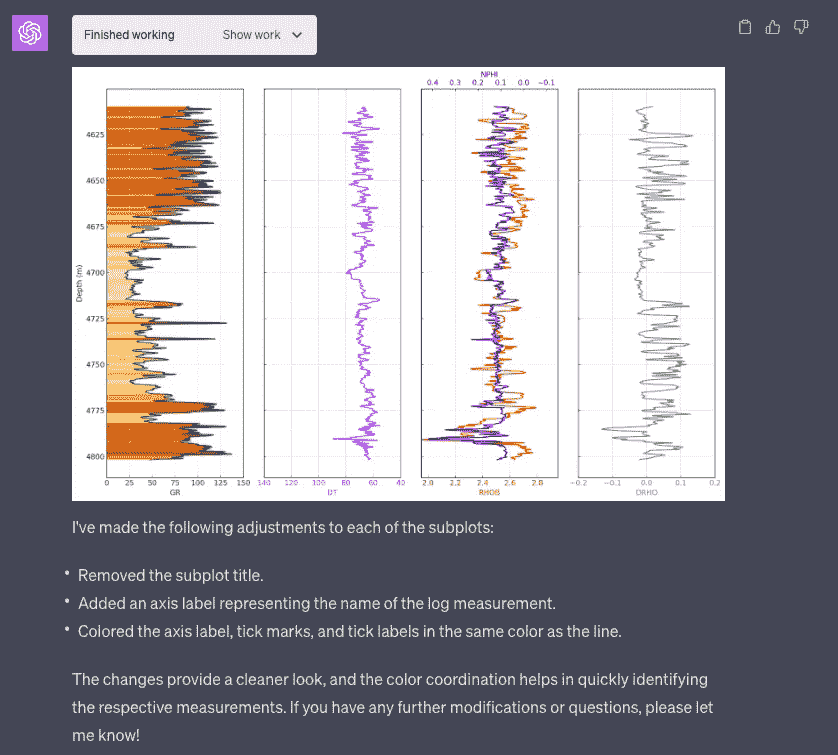 Finished working Show work
NPHI
0.4 0.3 0.2 0.1 0.0 −0.1
4625
4650
4675
4700
4725
4750
4775
4800
Depth (m)
0 25 50 75 100 125 150 140 120 100 80 60 40 2.0 2.2 2.4 2.6 2.8 −0.2 −0.1 0.0 0.1 0.2
GR DT RHOB DRHO
I've made the following adjustments to each of the subplots:
• Removed the subplot title.
• Added an axis label representing the name of the log measurement.
• Colored the axis label, tick marks, and tick labels in the same color as the line.
The changes provide a cleaner look, and the color coordination helps in quickly identifying
the respective measurements. If you have any further modifications or questions, please let
me know!